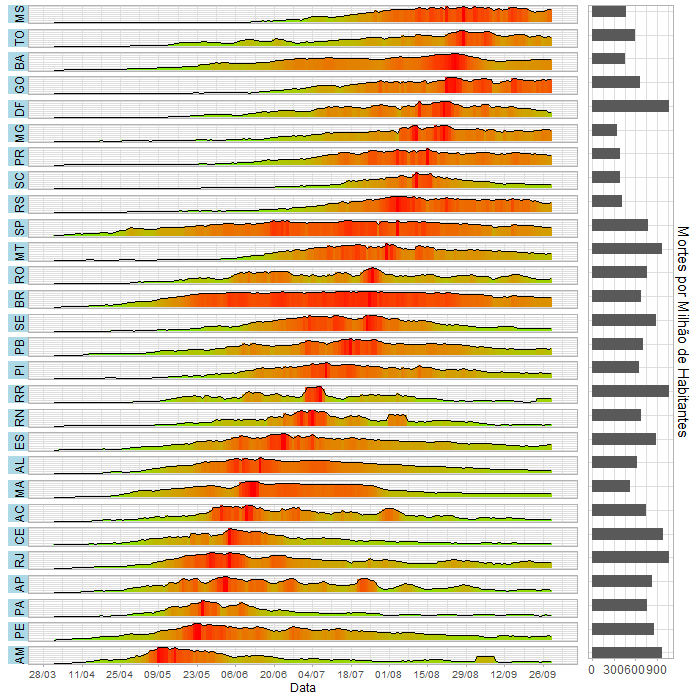 MS
TO
BA
GO
DF
MG
PR
SC
RS
SP
MT
RO
BR
SE
PB
PI
RR
RN
ES
AL
MA
AC
CE
RJ
AP
PA
PE
AM
28/03 11/04 25/04 09/05 23/05 06/06 20/06 04/07 18/07 01/08 15/08 29/08 12/09 26/09
Data
0 300600900
Mortes por Milhão de Habitantes